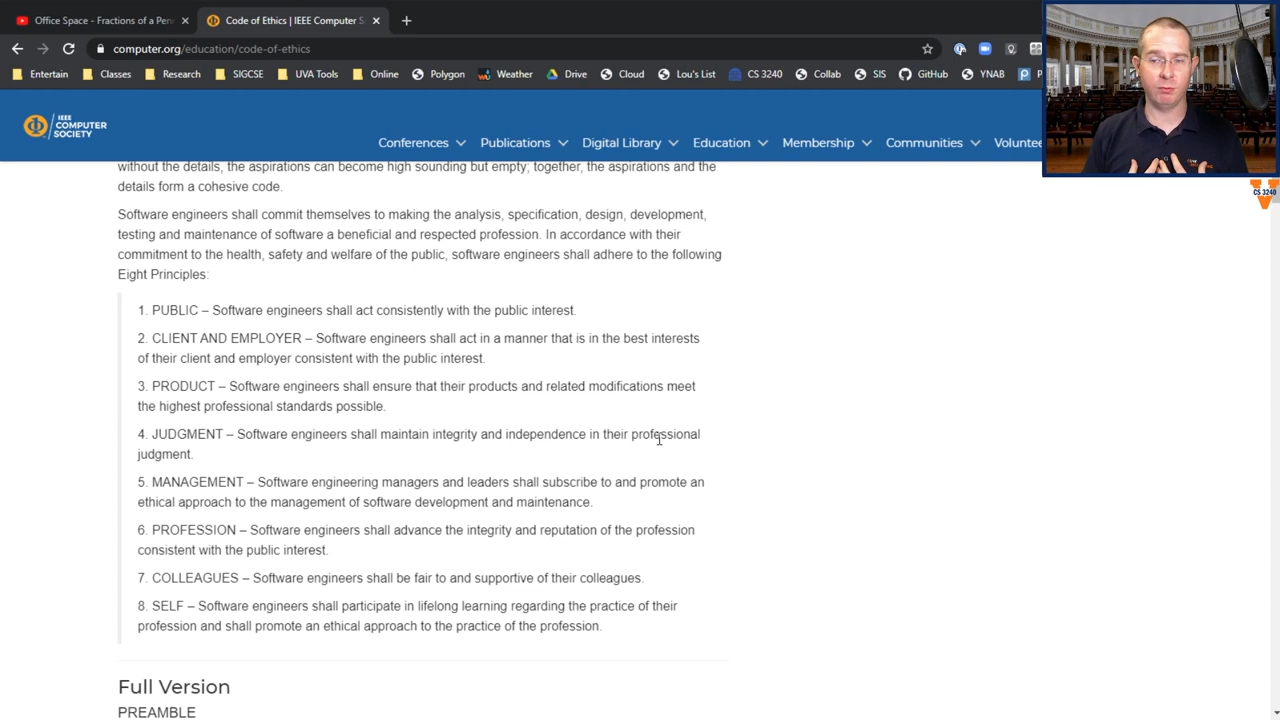 Office Space - Fractions of a Pen
Code of Ethics | IEEE Computer S
computer.org/education/code-of-ethics
Entertain Classes Research SIGCSE UVA Tools Online Polygon Weather Drive Cloud Lou's List CS 3240 Collab SIS GitHub YNAB
IEEE
COMPUTER
SOCIETY
Conferences Publications Digital Library Education Membership Communities Voluntee
CS 3240
without the details, the aspirations can become high sounding but empty; together, the aspirations and the
details form a cohesive code.
Software engineers shall commit themselves to making the analysis, specification, design, development,
testing and maintenance of software a beneficial and respected profession. In accordance with their
commitment to the health, safety and welfare of the public, software engineers shall adhere to the following
Eight Principles:
1. PUBLIC – Software engineers shall act consistently with the public interest.
2. CLIENT AND EMPLOYER – Software engineers shall act in a manner that is in the best interests
of their client and employer consistent with the public interest.
3. PRODUCT – Software engineers shall ensure that their products and related modifications meet
the highest professional standards possible.
4. JUDGMENT – Software engineers shall maintain integrity and independence in their professional
judgment.
5. MANAGEMENT – Software engineering managers and leaders shall subscribe to and promote an
ethical approach to the management of software development and maintenance.
6. PROFESSION – Software engineers shall advance the integrity and reputation of the profession
consistent with the public interest.
7. COLLEAGUES – Software engineers shall be fair to and supportive of their colleagues.
8. SELF – Software engineers shall participate in lifelong learning regarding the practice of their
profession and shall promote an ethical approach to the practice of the profession.
Full Version
PREAMBLE